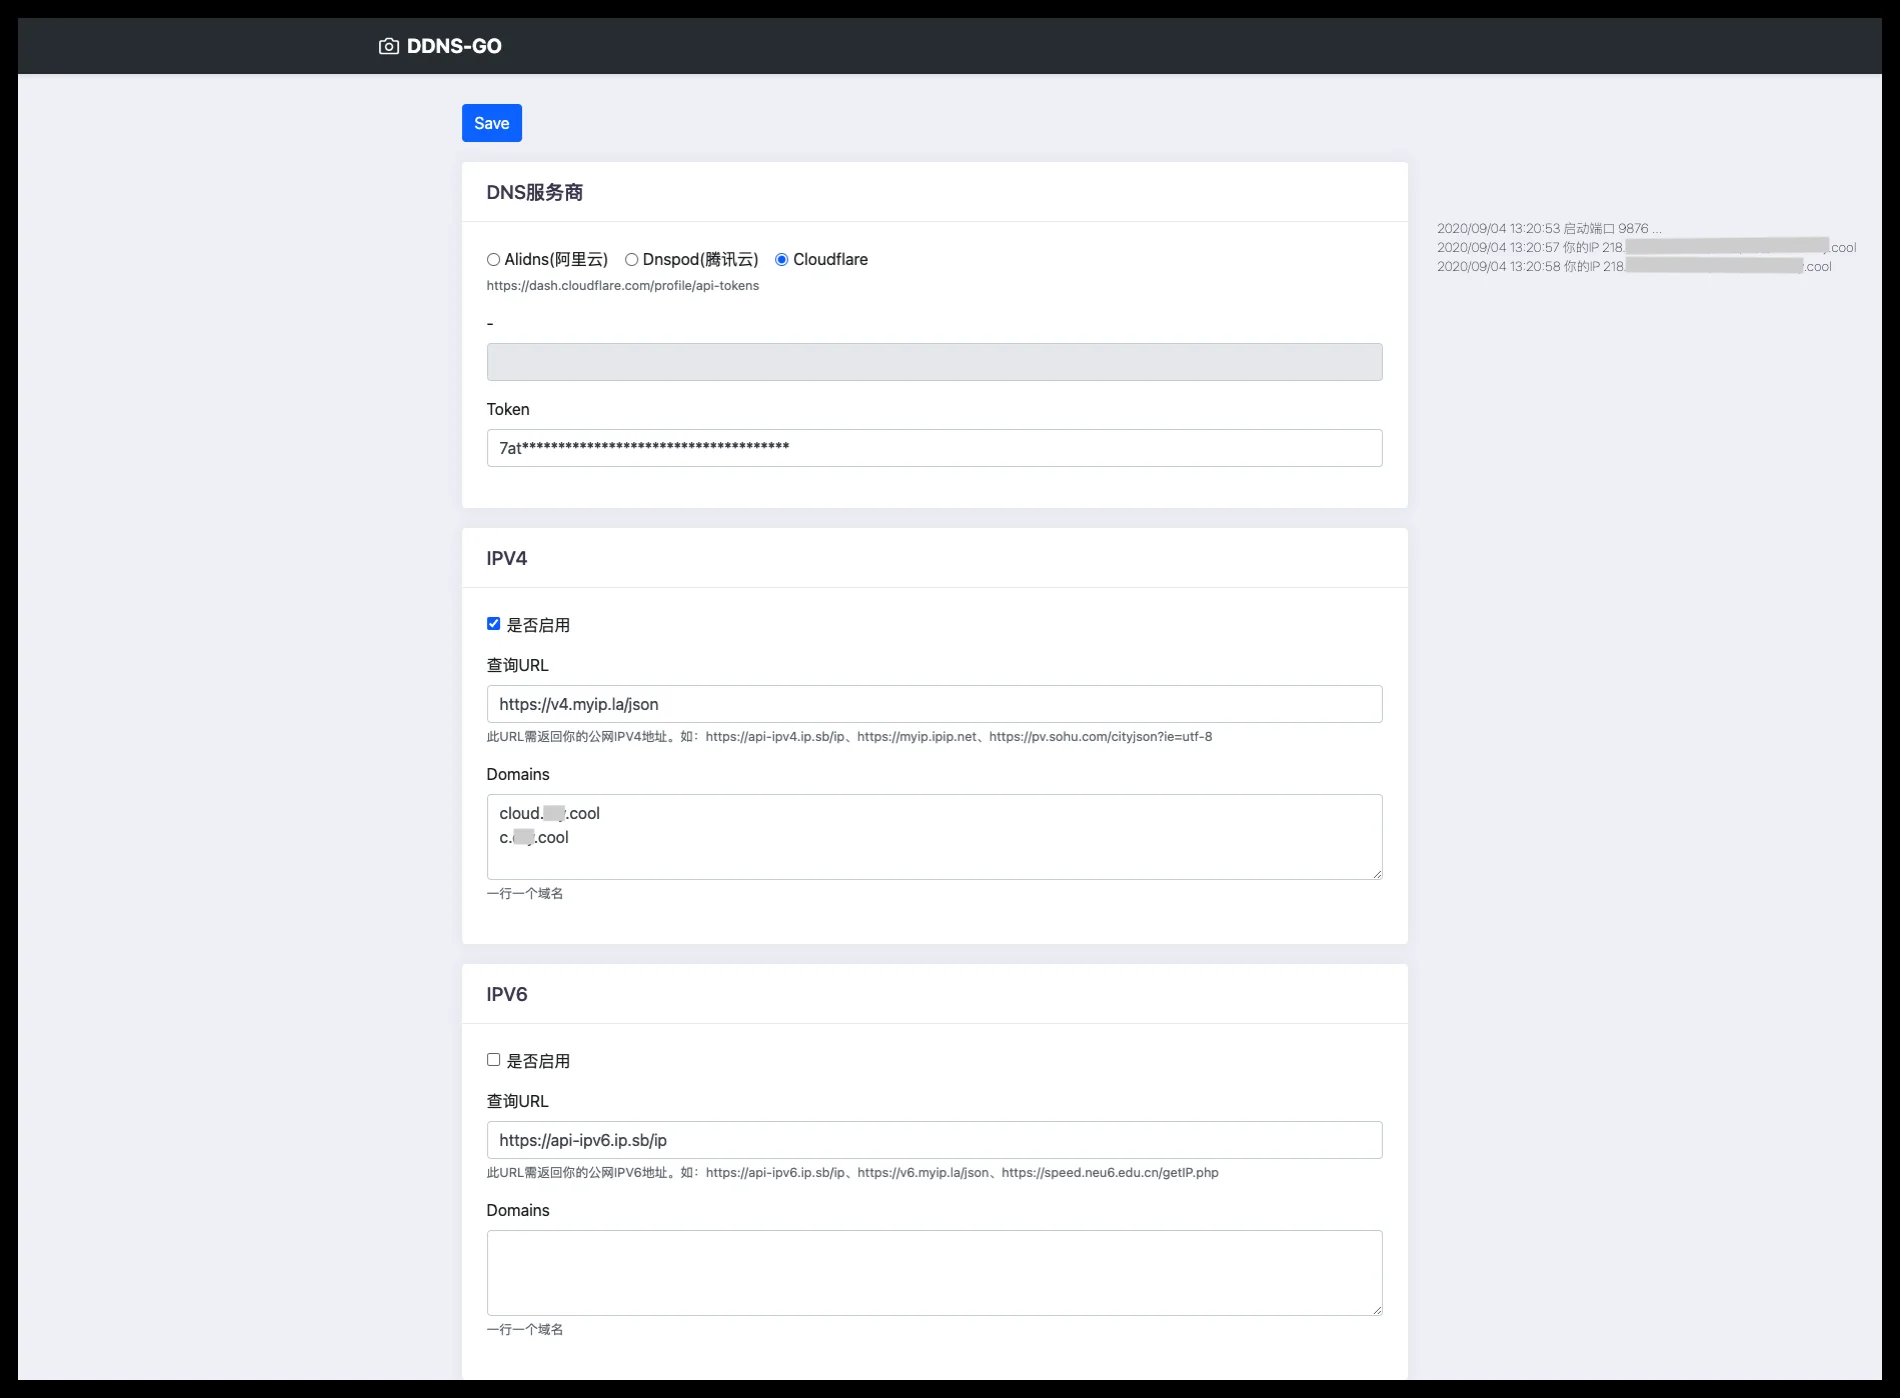 DDNS-GO
Save
DNS服务商
2020/09/04 13:20:53 启动端口 9876 ...
2020/09/04 13:20:57 你的IP 218. .cool
2020/09/04 13:20:58 你的IP 218. .cool
Alidns(阿里云) Dnspod(腾讯云) Cloudflare
https://dash.cloudflare.com/profile/api-tokens
-
Token
7at*************************************
IPV4
是否启用
查询URL
https://v4.myip.la/json
此URL需返回你的公网IPV4地址。如：https://api-ipv4.ip.sb/ip、https://myip.ipip.net、https://pv.sohu.com/cityjson?ie=utf-8
Domains
cloud. .cool
c. .cool
一行一个域名
IPV6
是否启用
查询URL
https://api-ipv6.ip.sb/ip
此URL需返回你的公网IPV6地址。如：https://api-ipv6.ip.sb/ip、https://v6.myip.la/json、https://speed.neu6.edu.cn/getIP.php
Domains
一行一个域名